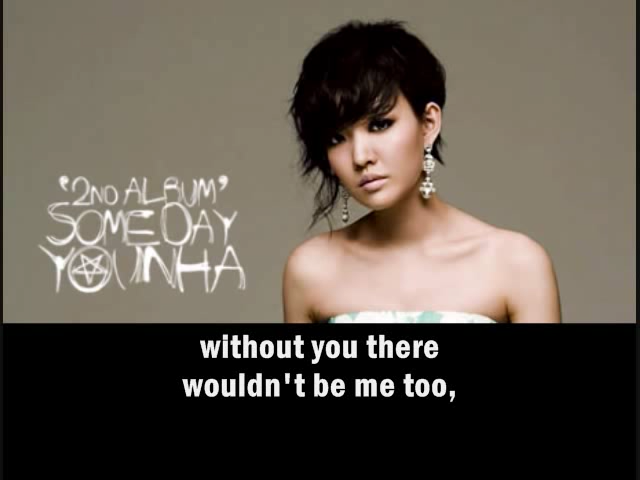 '2ND ALBUM'
SOMEDAY
YOUNHA
without you there
wouldn't be me too,